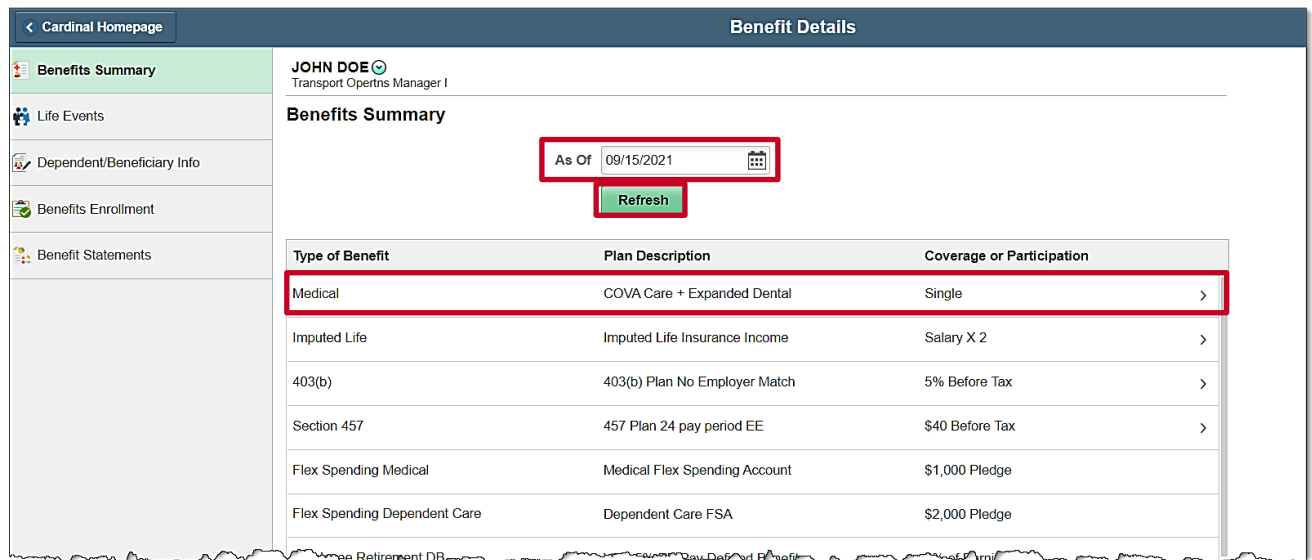 Cardinal Homepage
Benefit Details
Benefits Summary
Life Events
Dependent/Beneficiary Info
Benefits Enrollment
Benefit Statements
JOHN DOE
Transport Opertns Manager I
Benefits Summary
As Of 09/15/2021
Refresh
Type of Benefit Plan Description Coverage or Participation
Medical COVA Care + Expanded Dental Single
Imputed Life Imputed Life Insurance Income Salary X 2
403(b) 403(b) Plan No Employer Match 5% Before Tax
Section 457 457 Plan 24 pay period EE $40 Before Tax
Flex Spending Medical Medical Flex Spending Account $1,000 Pledge
Flex Spending Dependent Care Dependent Care FSA $2,000 Pledge
Retirement DB